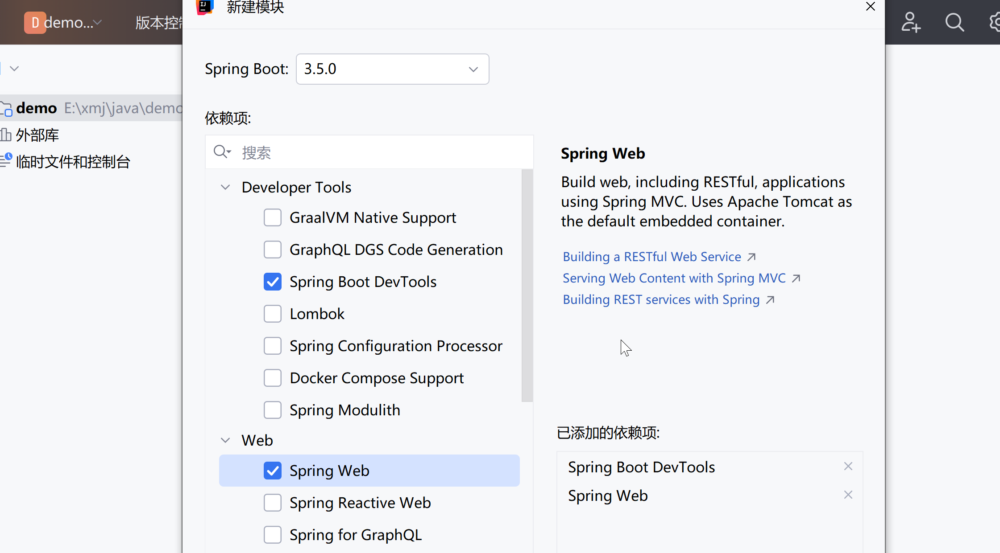 D demo...
版本控制
IJ
新建模块
Spring Boot:
3.5.0
demo E:\xmj\java\demo
外部库
临时文件和控制台
依赖项:
搜索
Developer Tools
GraalVM Native Support
GraphQL DGS Code Generation
Spring Boot DevTools
Lombok
Spring Configuration Processor
Docker Compose Support
Spring Modulith
Web
Spring Web
Spring Reactive Web
Spring for GraphQL
Spring Web
Build web, including RESTful, applications
using Spring MVC. Uses Apache Tomcat as
the default embedded container.
Building a RESTful Web Service
Serving Web Content with Spring MVC
Building REST services with Spring
已添加的依赖项:
Spring Boot DevTools
Spring Web